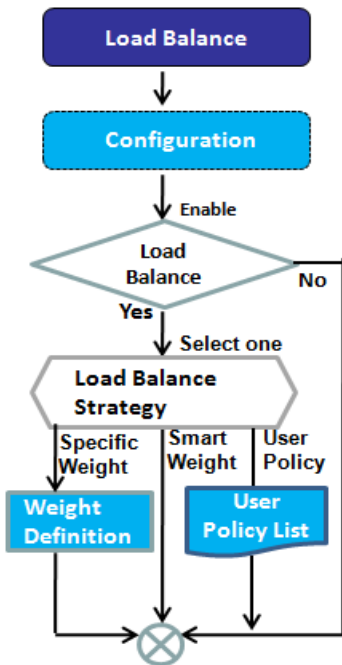 Load Balance
Configuration
Enable
Load
Balance
No
Yes
Select one
Load Balance
Strategy
Specific
Weight
Smart
Weight
User
Policy
Weight
Definition
User
Policy List